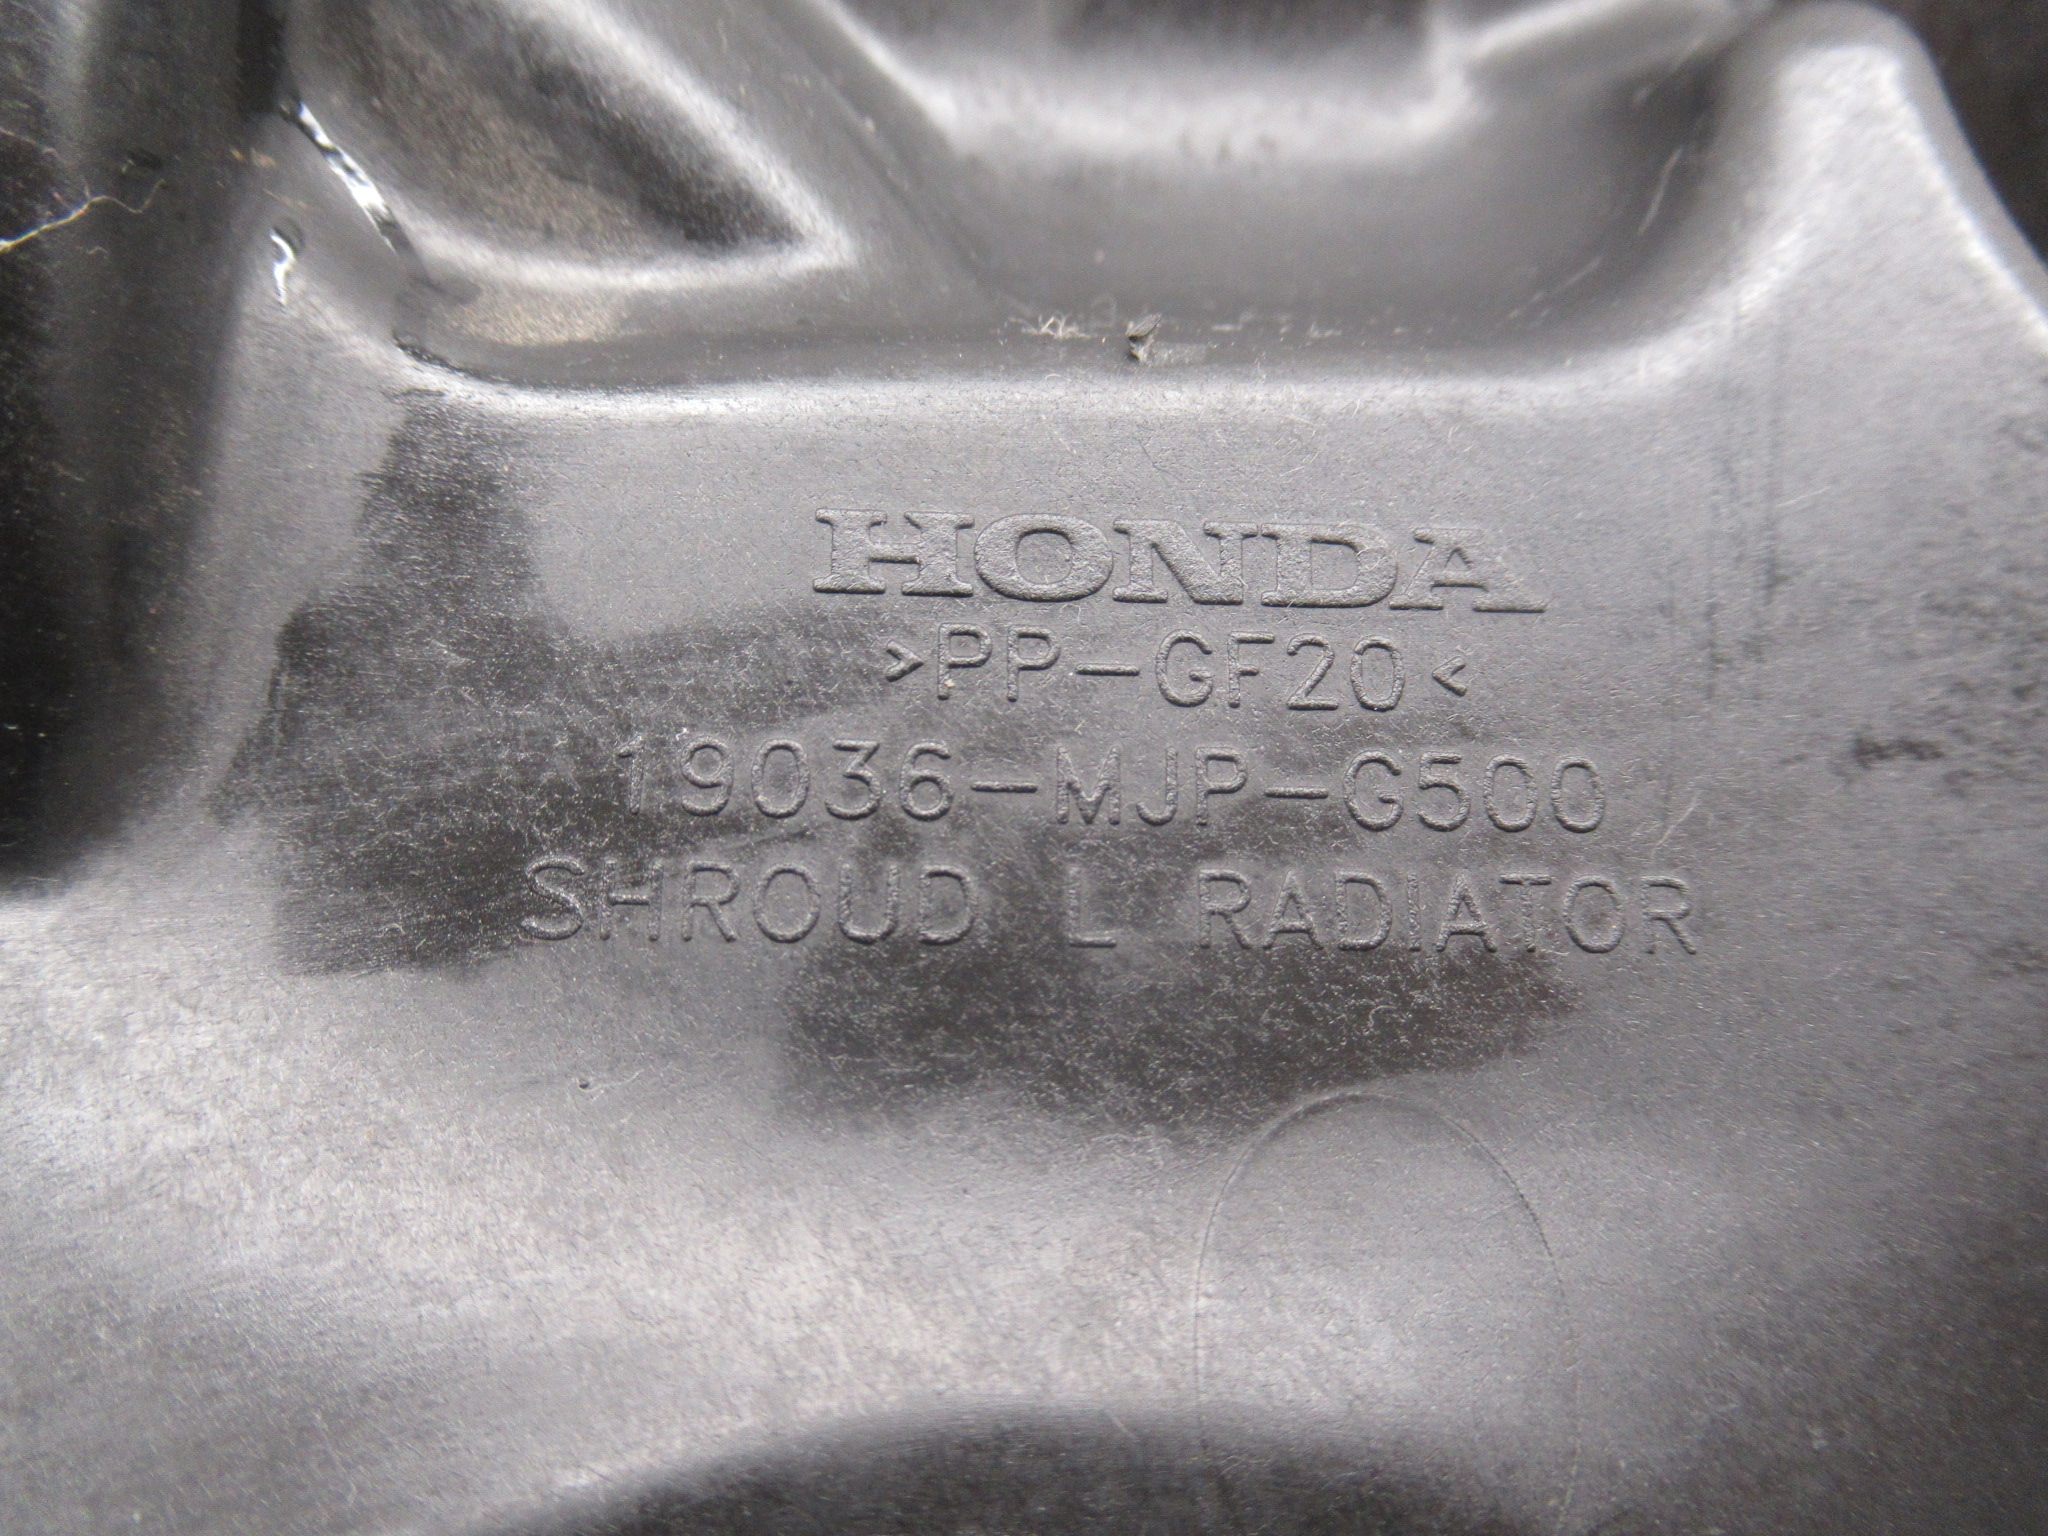 HONDA
>PP-GF20<
19036-MJP-G500
SHROUD L RADIATOR